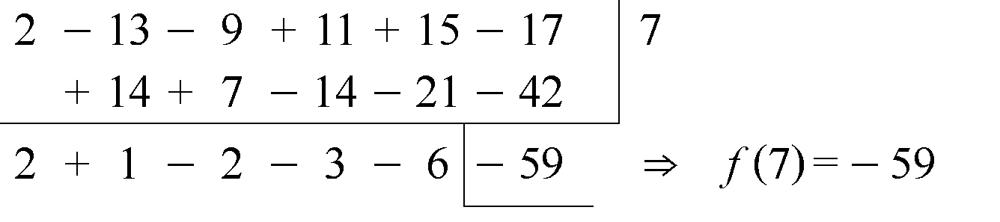 2 − 13 − 9 + 11 + 15 − 17 7
+ 14 + 7 − 14 − 21 − 42
2 + 1 − 2 − 3 − 6 − 59 ⇒ f(7) = − 59